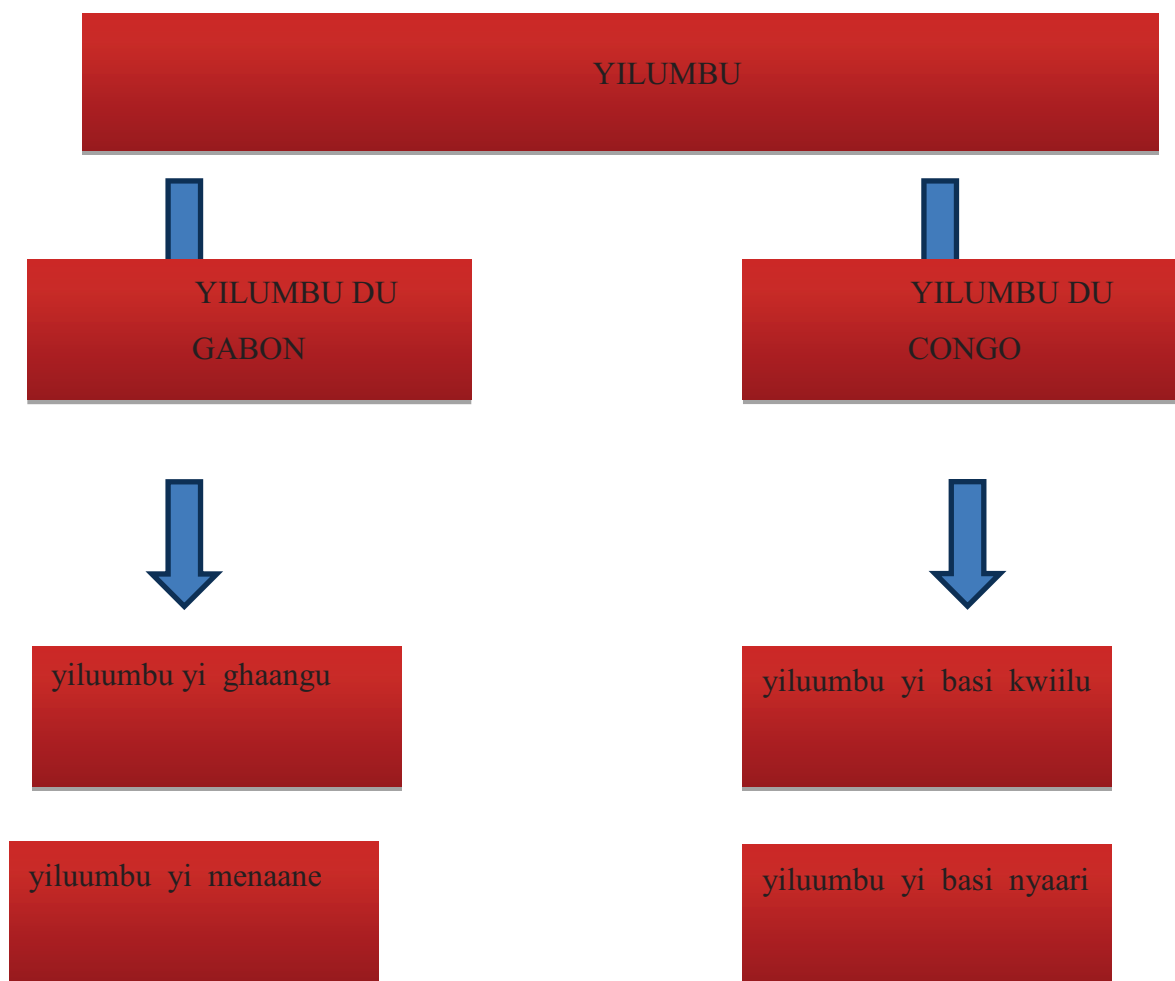 YILUMBU
YILUMBU DU
GABON
YILUMBU DU
CONGO
yiluumbu yi ghaangu
yiluumbu yi basi kwiilu
yiluumbu yi menaane
yiluumbu yi basi nyaari